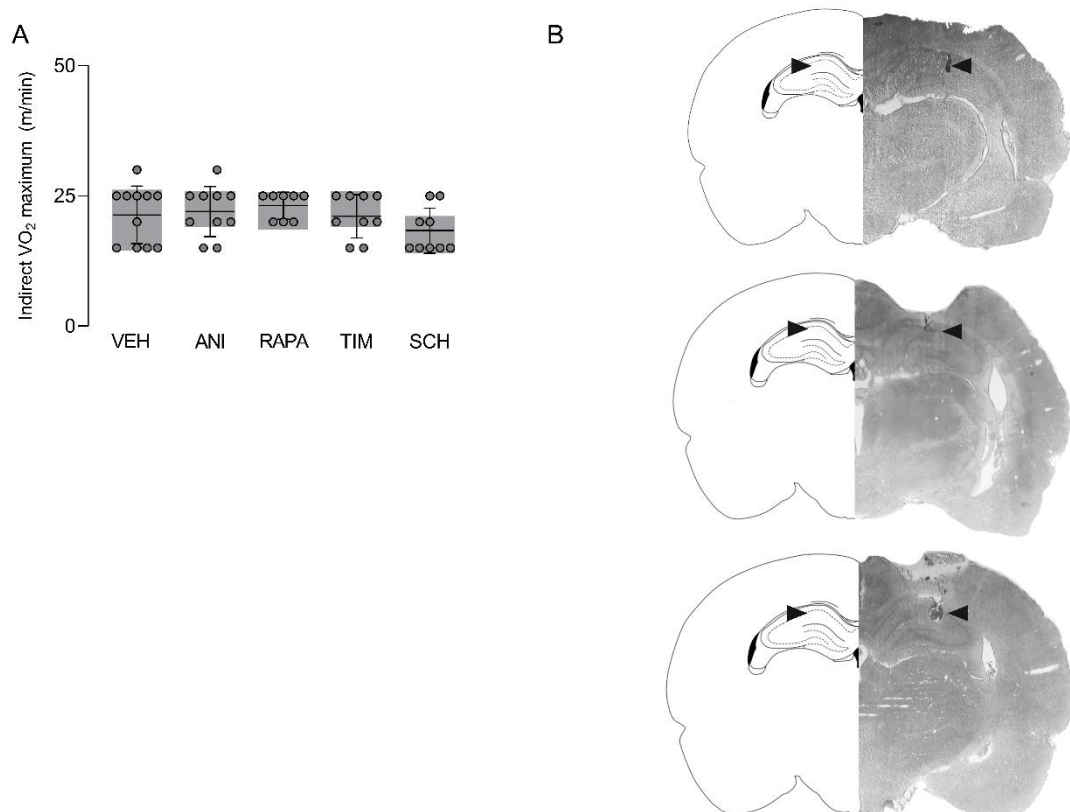 A
Indirect VO₂ maximum (m/min)
50
25
0
VEH ANI RAPA TIM SCH
B